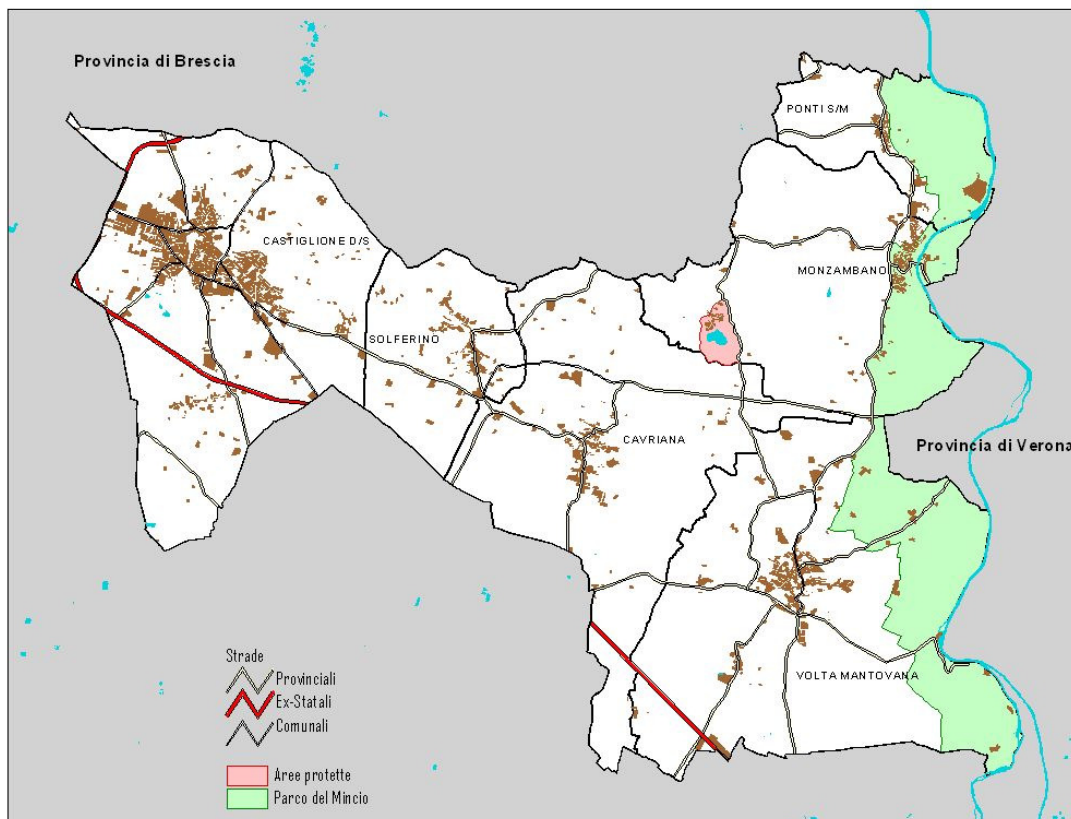 Provincia di Brescia
PONTI S/M
CASTIGLIONE D/S
MONZAMBANO
SOLFERINO
CAVRIANA
Provincia di Verona
VOLTA MANTOVANA
Strade
Provinciali
Ex-Statali
Comunali
Aree protette
Parco del Mincio